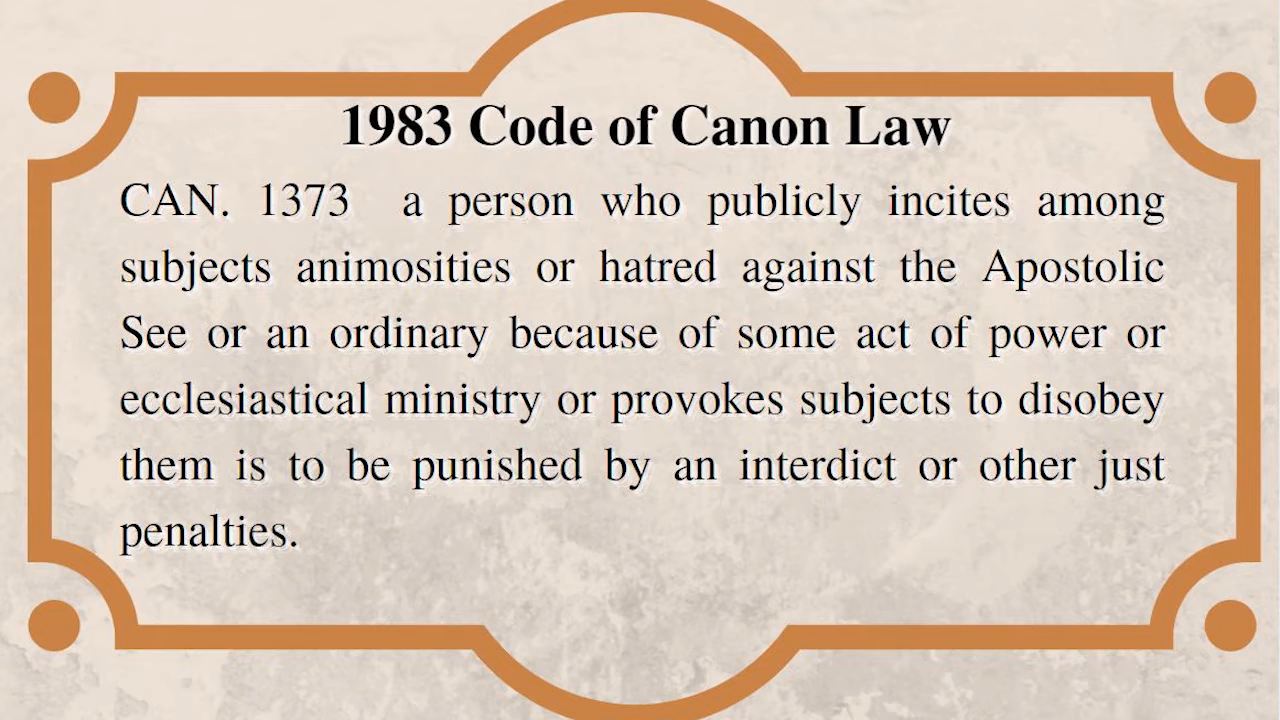 1983 Code of Canon Law
CAN. 1373 a person who publicly incites among
subjects animosities or hatred against the Apostolic
See or an ordinary because of some act of power or
ecclesiastical ministry or provokes subjects to disobey
them is to be punished by an interdict or other just
penalties.